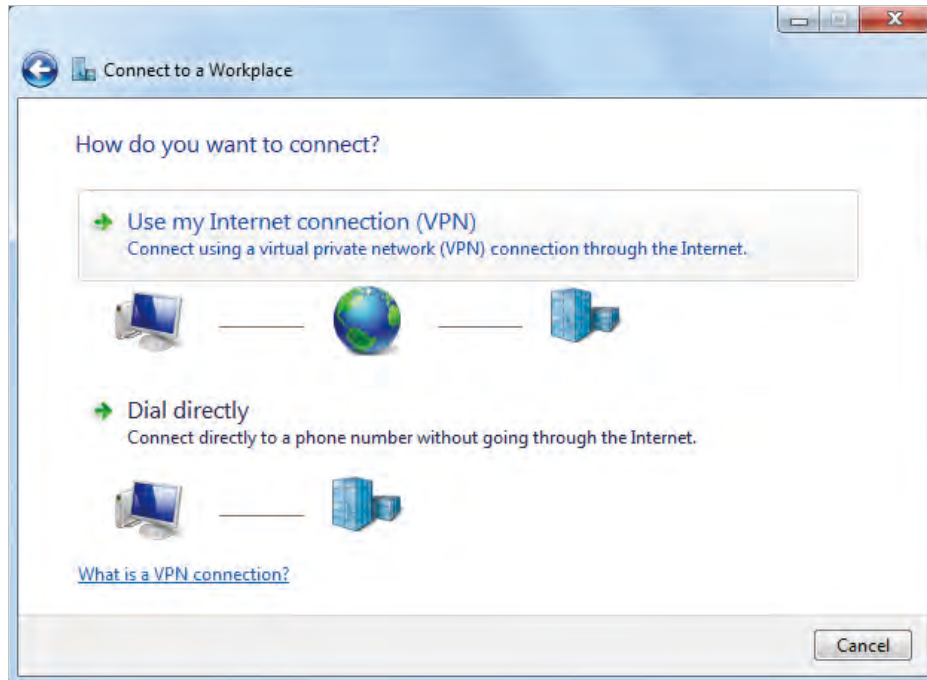 Connect to a Workplace
How do you want to connect?
Use my Internet connection (VPN)
Connect using a virtual private network (VPN) connection through the Internet.
Dial directly
Connect directly to a phone number without going through the Internet.
What is a VPN connection?
Cancel